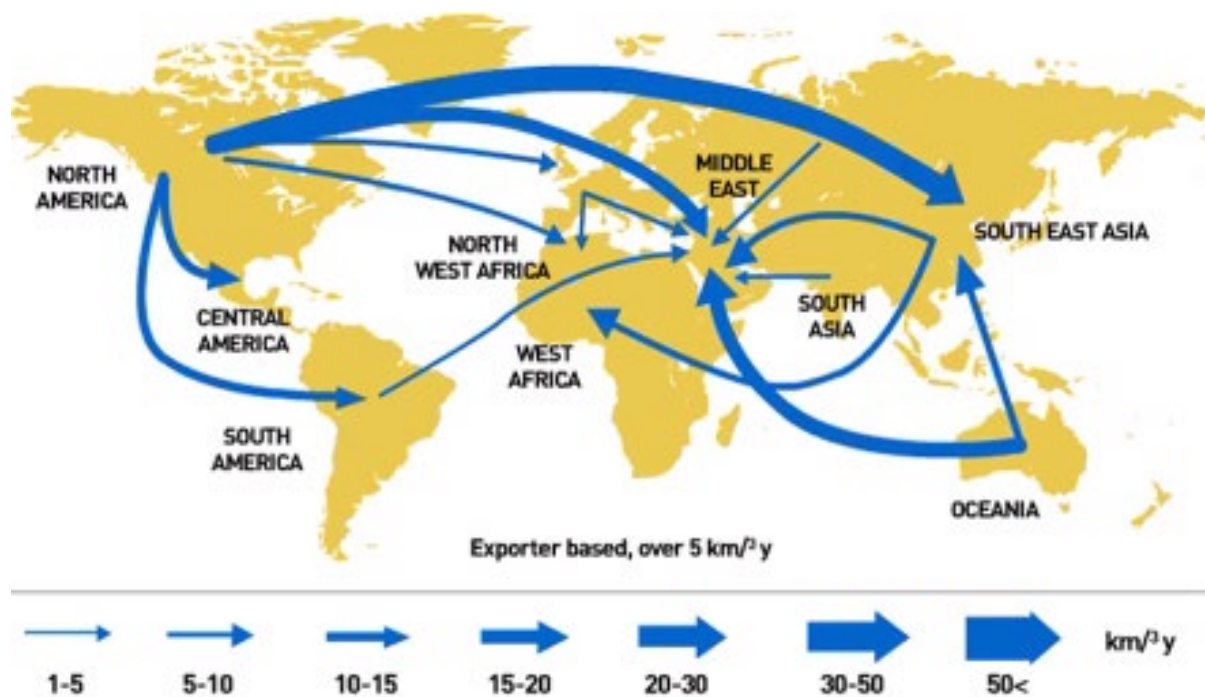 MIDDLE
EAST
NORTH
AMERICA
SOUTH EAST ASIA
NORTH
WEST AFRICA
CENTRAL
AMERICA
SOUTH
ASIA
WEST
AFRICA
SOUTH
AMERICA
OCEANIA
Exporter based, over 5 km/³ y
km/³ y
1-5 5-10 10-15 15-20 20-30 30-50 50<